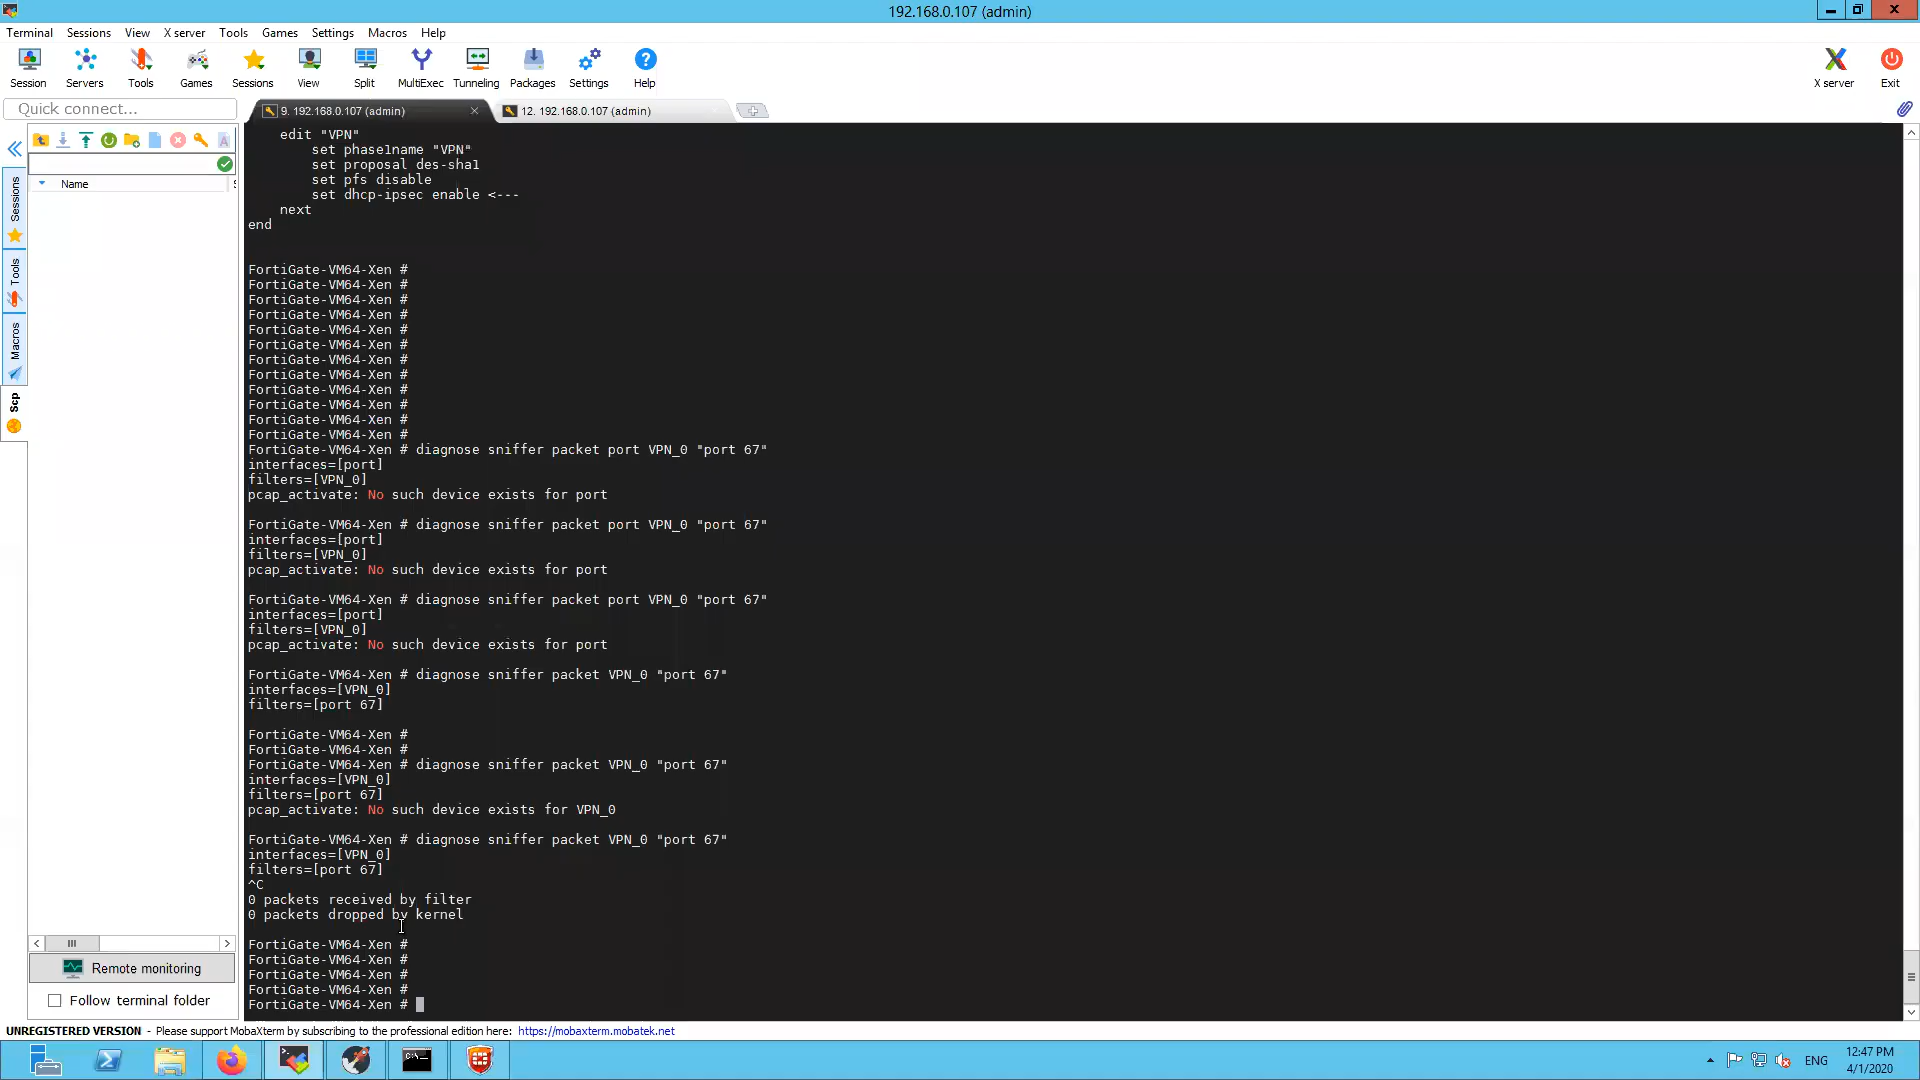 192.168.0.107 (admin)
Terminal Sessions View X server Tools Games Settings Macros Help
Session Servers Tools Games Sessions View Split MultiExec Tunneling Packages Settings Help X server Exit
Quick connect...
9. 192.168.0.107 (admin)
12. 192.168.0.107 (admin)
Name
Sessions
Tools
Macros
Scp
edit "VPN"
set phase1name "VPN"
set proposal des-sha1
set pfs disable
set dhcp-ipsec enable <---
next
end
FortiGate-VM64-Xen #
FortiGate-VM64-Xen #
FortiGate-VM64-Xen #
FortiGate-VM64-Xen #
FortiGate-VM64-Xen #
FortiGate-VM64-Xen #
FortiGate-VM64-Xen #
FortiGate-VM64-Xen #
FortiGate-VM64-Xen #
FortiGate-VM64-Xen #
FortiGate-VM64-Xen #
FortiGate-VM64-Xen #
FortiGate-VM64-Xen # diagnose sniffer packet port VPN_0 "port 67"
interfaces=[port]
filters=[VPN_0]
pcap_activate: No such device exists for port
FortiGate-VM64-Xen # diagnose sniffer packet port VPN_0 "port 67"
interfaces=[port]
filters=[VPN_0]
pcap_activate: No such device exists for port
FortiGate-VM64-Xen # diagnose sniffer packet port VPN_0 "port 67"
interfaces=[port]
filters=[VPN_0]
pcap_activate: No such device exists for port
FortiGate-VM64-Xen # diagnose sniffer packet VPN_0 "port 67"
interfaces=[VPN_0]
filters=[port 67]
FortiGate-VM64-Xen #
FortiGate-VM64-Xen #
FortiGate-VM64-Xen # diagnose sniffer packet VPN_0 "port 67"
interfaces=[VPN_0]
filters=[port 67]
pcap_activate: No such device exists for VPN_0
FortiGate-VM64-Xen # diagnose sniffer packet VPN_0 "port 67"
interfaces=[VPN_0]
filters=[port 67]
^C
0 packets received by filter
0 packets dropped by kernel
FortiGate-VM64-Xen #
FortiGate-VM64-Xen #
FortiGate-VM64-Xen #
FortiGate-VM64-Xen #
FortiGate-VM64-Xen #
Remote monitoring
Follow terminal folder
UNREGISTERED VERSION - Please support MobaXterm by subscribing to the professional edition here: https://mobaxterm.mobatek.net
ENG
12:47 PM
4/1/2020